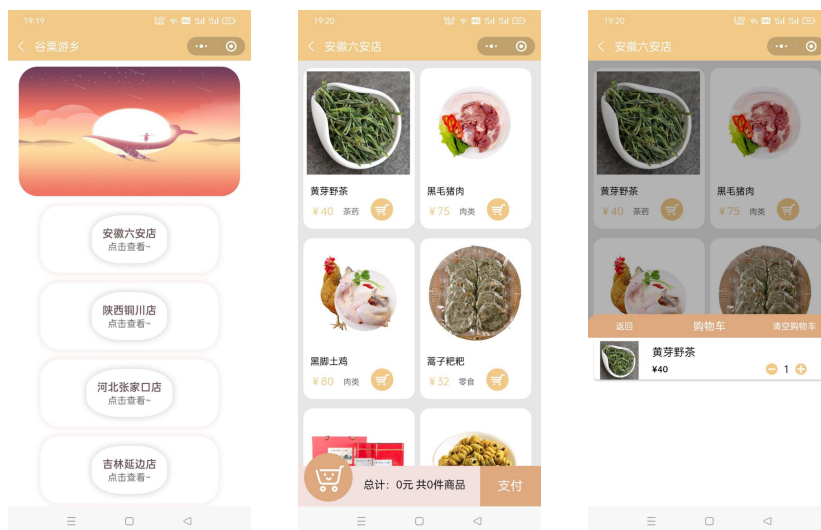 19:19
谷粟游乡
安徽六安店
点击查看~
陕西铜川店
点击查看~
河北张家口店
点击查看~
吉林延边店
点击查看~
19:20
安徽六安店
黄芽野茶
¥40 茶药
黑毛猪肉
¥75 肉类
黑脚土鸡
¥80 肉类
蒿子粑粑
¥32 零食
总计: 0元 共0件商品
支付
19:20
安徽六安店
黄芽野茶
¥40 茶药
黑毛猪肉
¥75 肉类
返回
购物车
清空购物车
黄芽野茶
¥40
1